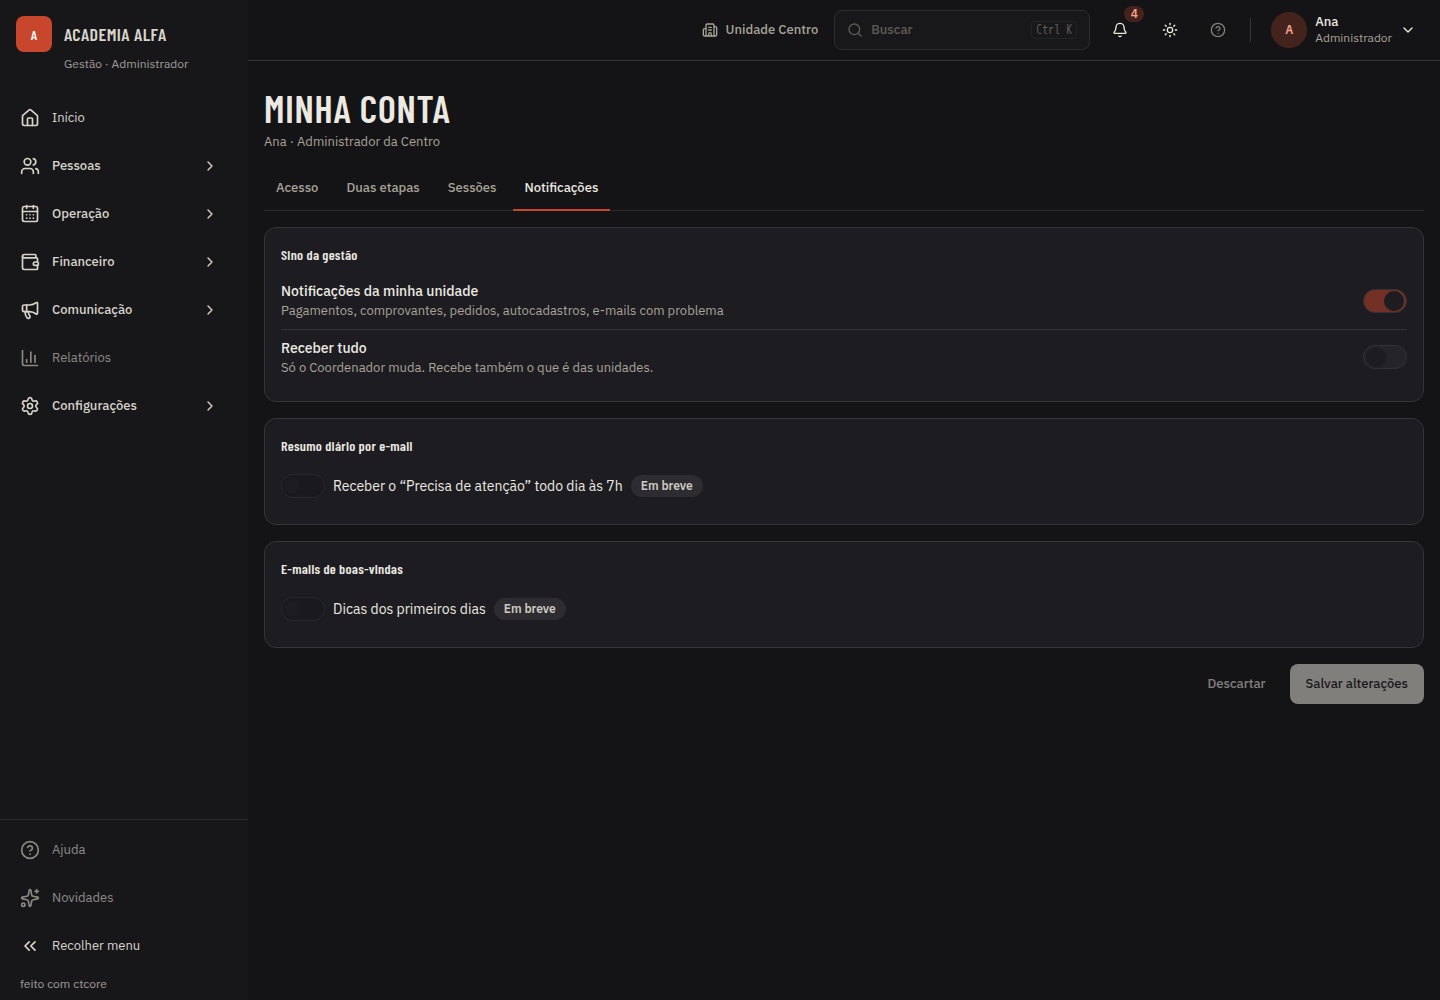 A
ACADEMIA ALFA
Gestão · Administrador
Início
Pessoas
Operação
Financeiro
Comunicação
Relatórios
Configurações
Ajuda
Novidades
Recolher menu
feito com ctcore
Unidade Centro
Buscar
Ctrl K
4
A
Ana
Administrador
MINHA CONTA
Ana · Administrador da Centro
Acesso
Duas etapas
Sessões
Notificações
Sino da gestão
Notificações da minha unidade
Pagamentos, comprovantes, pedidos, autocadastros, e-mails com problema
Receber tudo
Só o Coordenador muda. Recebe também o que é das unidades.
Resumo diário por e-mail
Receber o “Precisa de atenção” todo dia às 7h
Em breve
E-mails de boas-vindas
Dicas dos primeiros dias
Em breve
Descartar
Salvar alterações